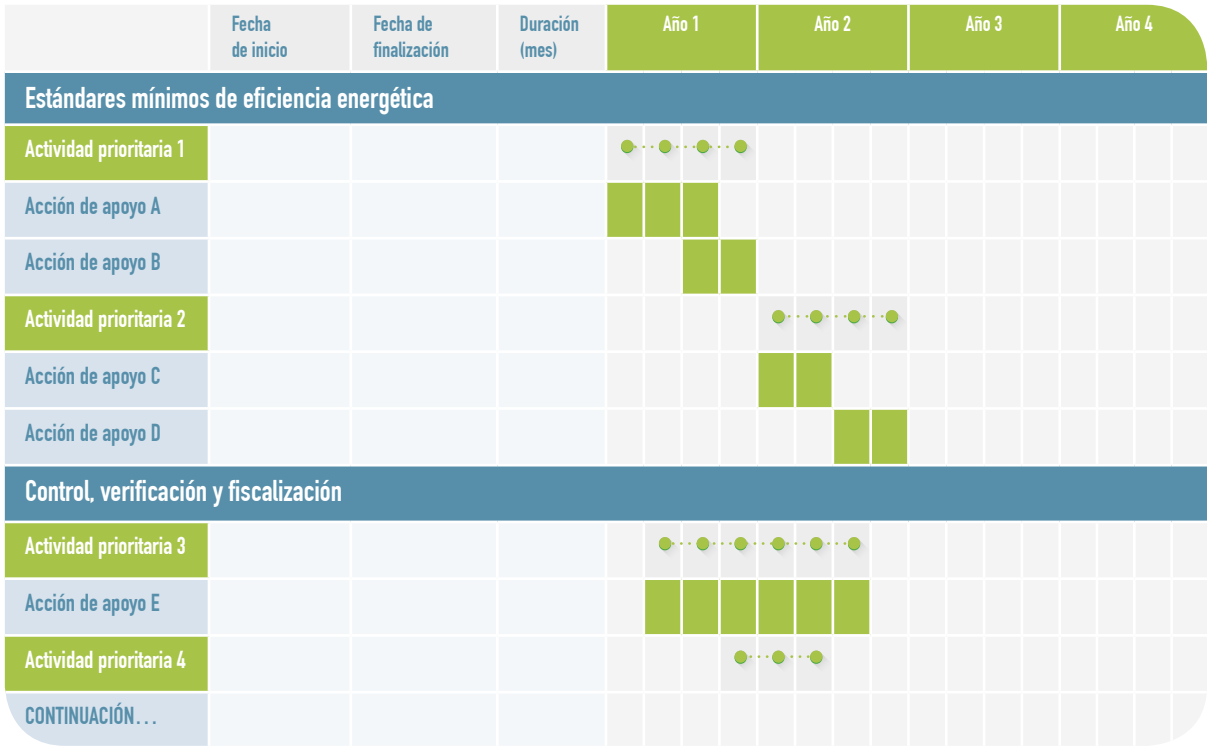 Fecha
de inicio
Fecha de
finalización
Duración
(mes)
Año 1
Año 2
Año 3
Año 4
Estándares mínimos de eficiencia energética
Actividad prioritaria 1
Acción de apoyo A
Acción de apoyo B
Actividad prioritaria 2
Acción de apoyo C
Acción de apoyo D
Control, verificación y fiscalización
Actividad prioritaria 3
Acción de apoyo E
Actividad prioritaria 4
CONTINUACIÓN...